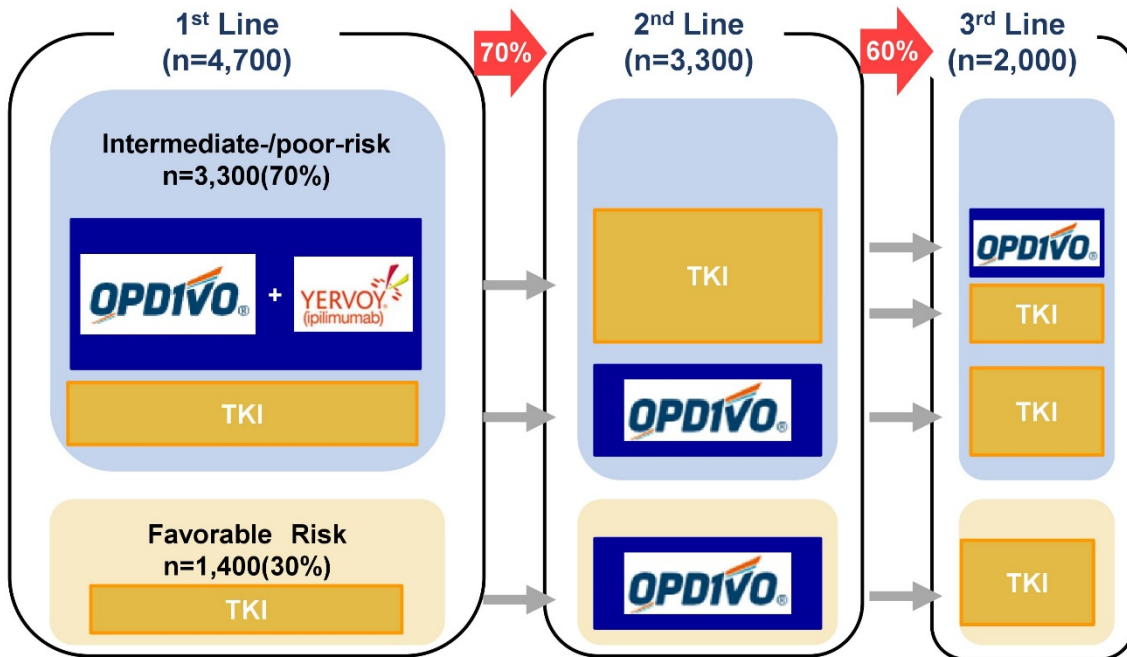 1st Line
(n=4,700)
70%
2nd Line
(n=3,300)
60%
3rd Line
(n=2,000)
Intermediate-/poor-risk
n=3,300(70%)
OPDIVO® + YERVOY®
(ipilimumab)
TKI
TKI
OPDIVO®
OPDIVO®
TKI
TKI
Favorable Risk
n=1,400(30%)
TKI
OPDIVO®
TKI